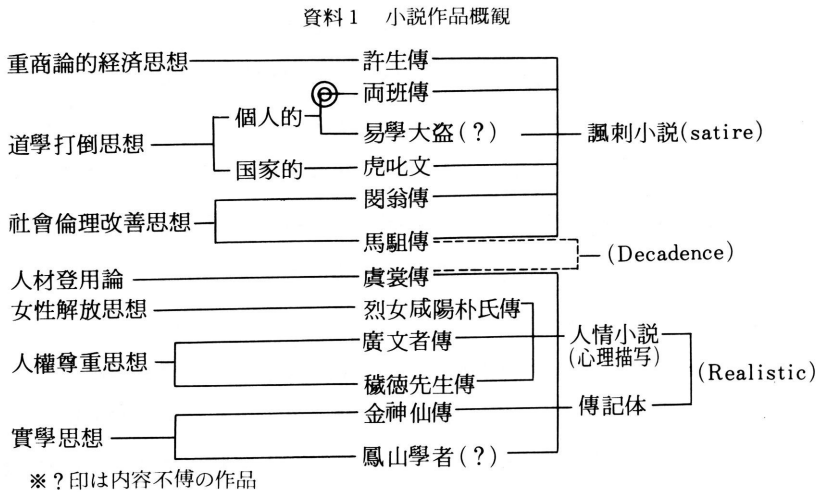 資料1 小説作品概観
重商論的経済思想 許生傳
両班傳
個人的
易學大盗(?) 諷刺小説(satire)
道學打倒思想
国家的 虎叱文
閔翁傳
社會倫理改善思想
馬駔傳
(Decadence)
人材登用論 虞裳傳
女性解放思想 烈女咸陽朴氏傳
廣文者傳 人情小説
人權尊重思想 (心理描写)
(Realistic)
穢徳先生傳
金神仙傳 傳記体
實學思想
鳳山學者(?)
※?印は内容不傅の作品